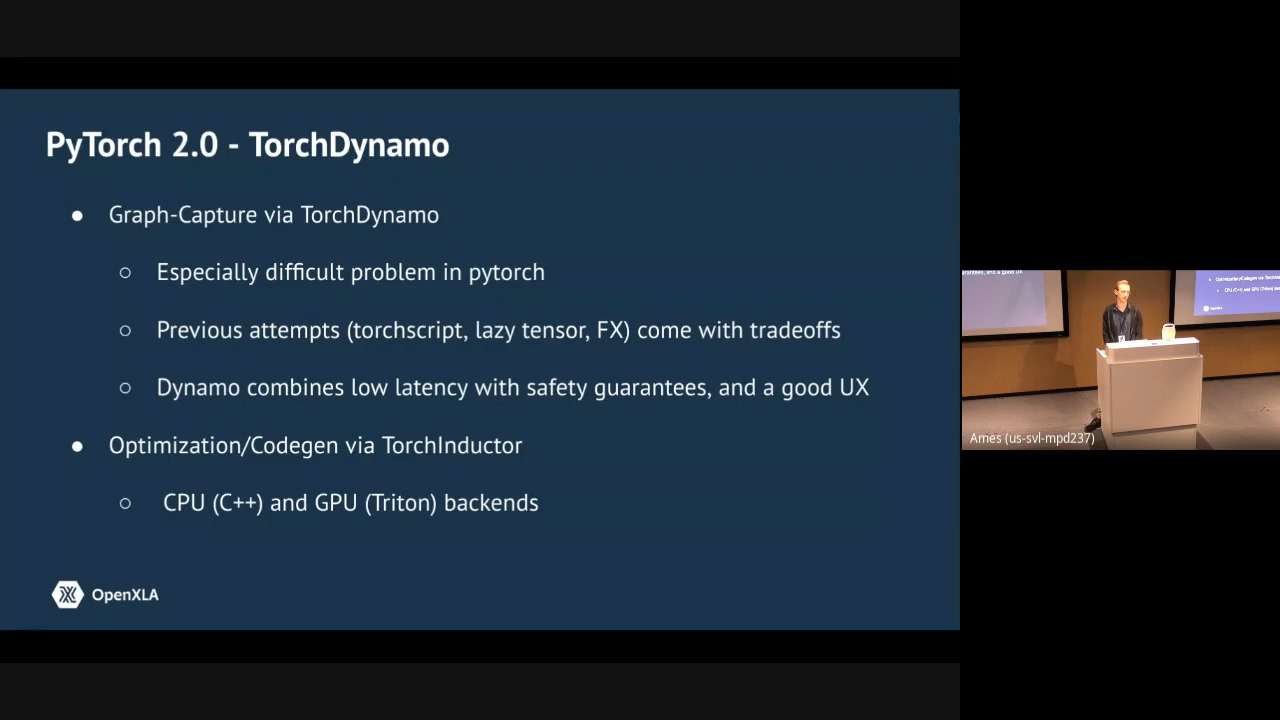 PyTorch 2.0 - TorchDynamo
● Graph-Capture via TorchDynamo
○ Especially difficult problem in pytorch
○ Previous attempts (torchscript, lazy tensor, FX) come with tradeoffs
○ Dynamo combines low latency with safety guarantees, and a good UX
● Optimization/Codegen via TorchInductor
○ CPU (C++) and GPU (Triton) backends
OpenXLA
Ames (us-svl-mpd237)